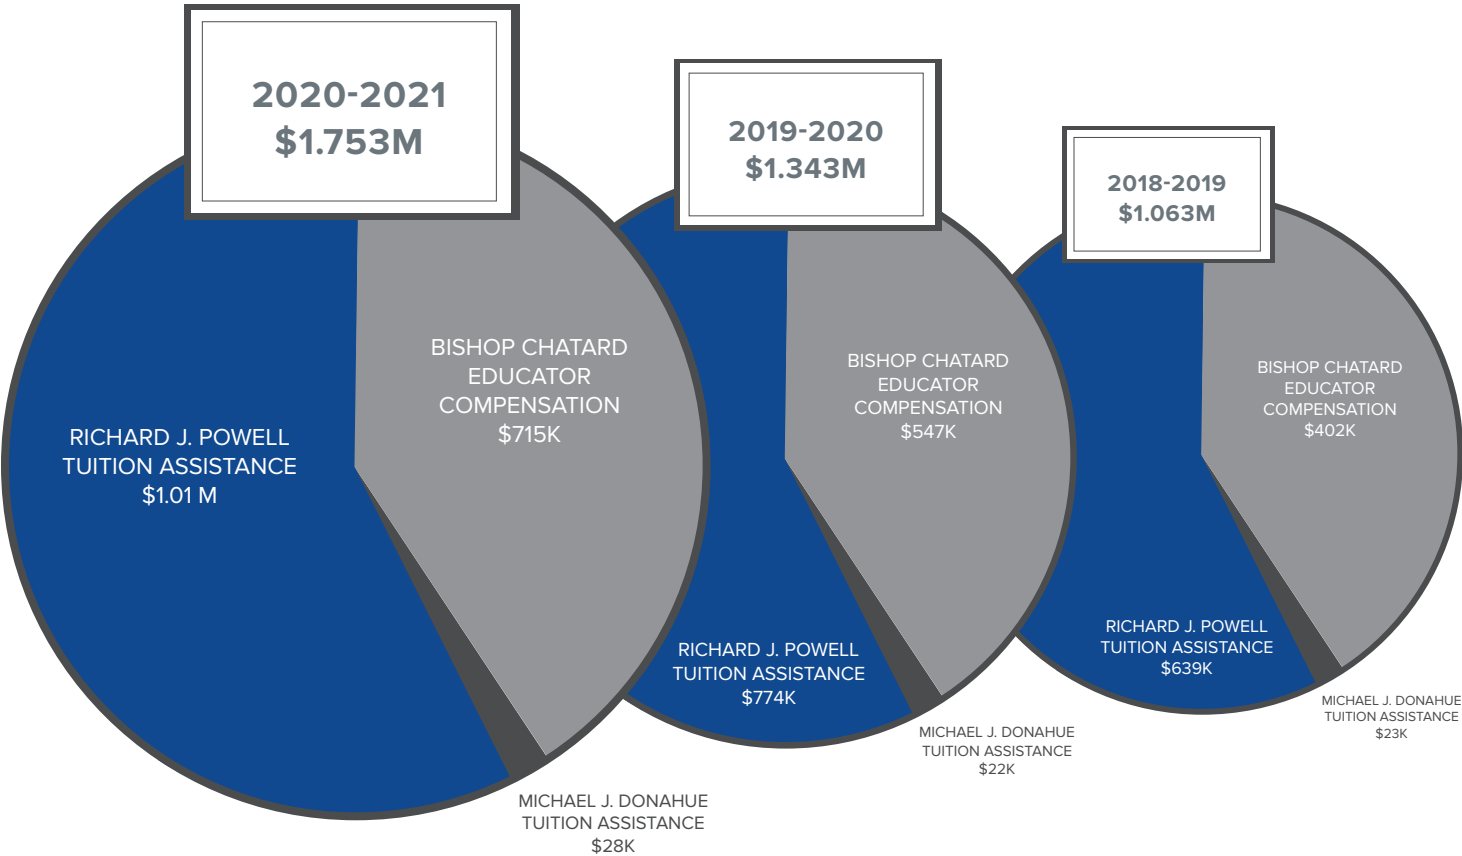 2020-2021
$1.753M
BISHOP CHATARD
EDUCATOR
COMPENSATION
$715K
RICHARD J. POWELL
TUITION ASSISTANCE
$1.01 M
MICHAEL J. DONAHUE
TUITION ASSISTANCE
$28K
2019-2020
$1.343M
BISHOP CHATARD
EDUCATOR
COMPENSATION
$547K
RICHARD J. POWELL
TUITION ASSISTANCE
$774K
MICHAEL J. DONAHUE
TUITION ASSISTANCE
$22K
2018-2019
$1.063M
BISHOP CHATARD
EDUCATOR
COMPENSATION
$402K
RICHARD J. POWELL
TUITION ASSISTANCE
$639K
MICHAEL J. DONAHUE
TUITION ASSISTANCE
$23K